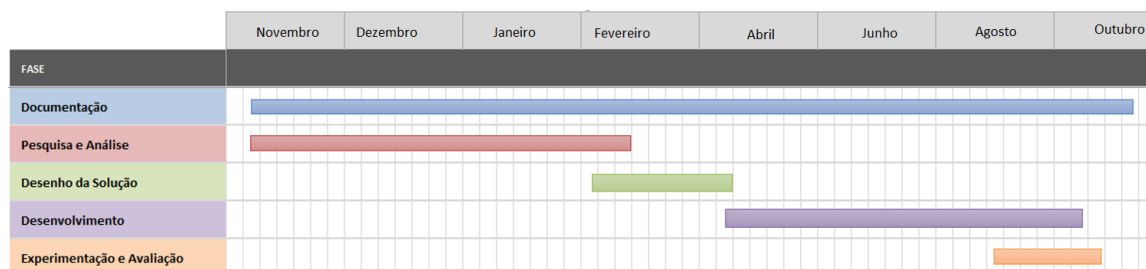 Novembro Dezembro Janeiro Fevereiro Abril Junho Agosto Outubro
FASE
Documentação
Pesquisa e Análise
Desenho da Solução
Desenvolvimento
Experimentação e Avaliação